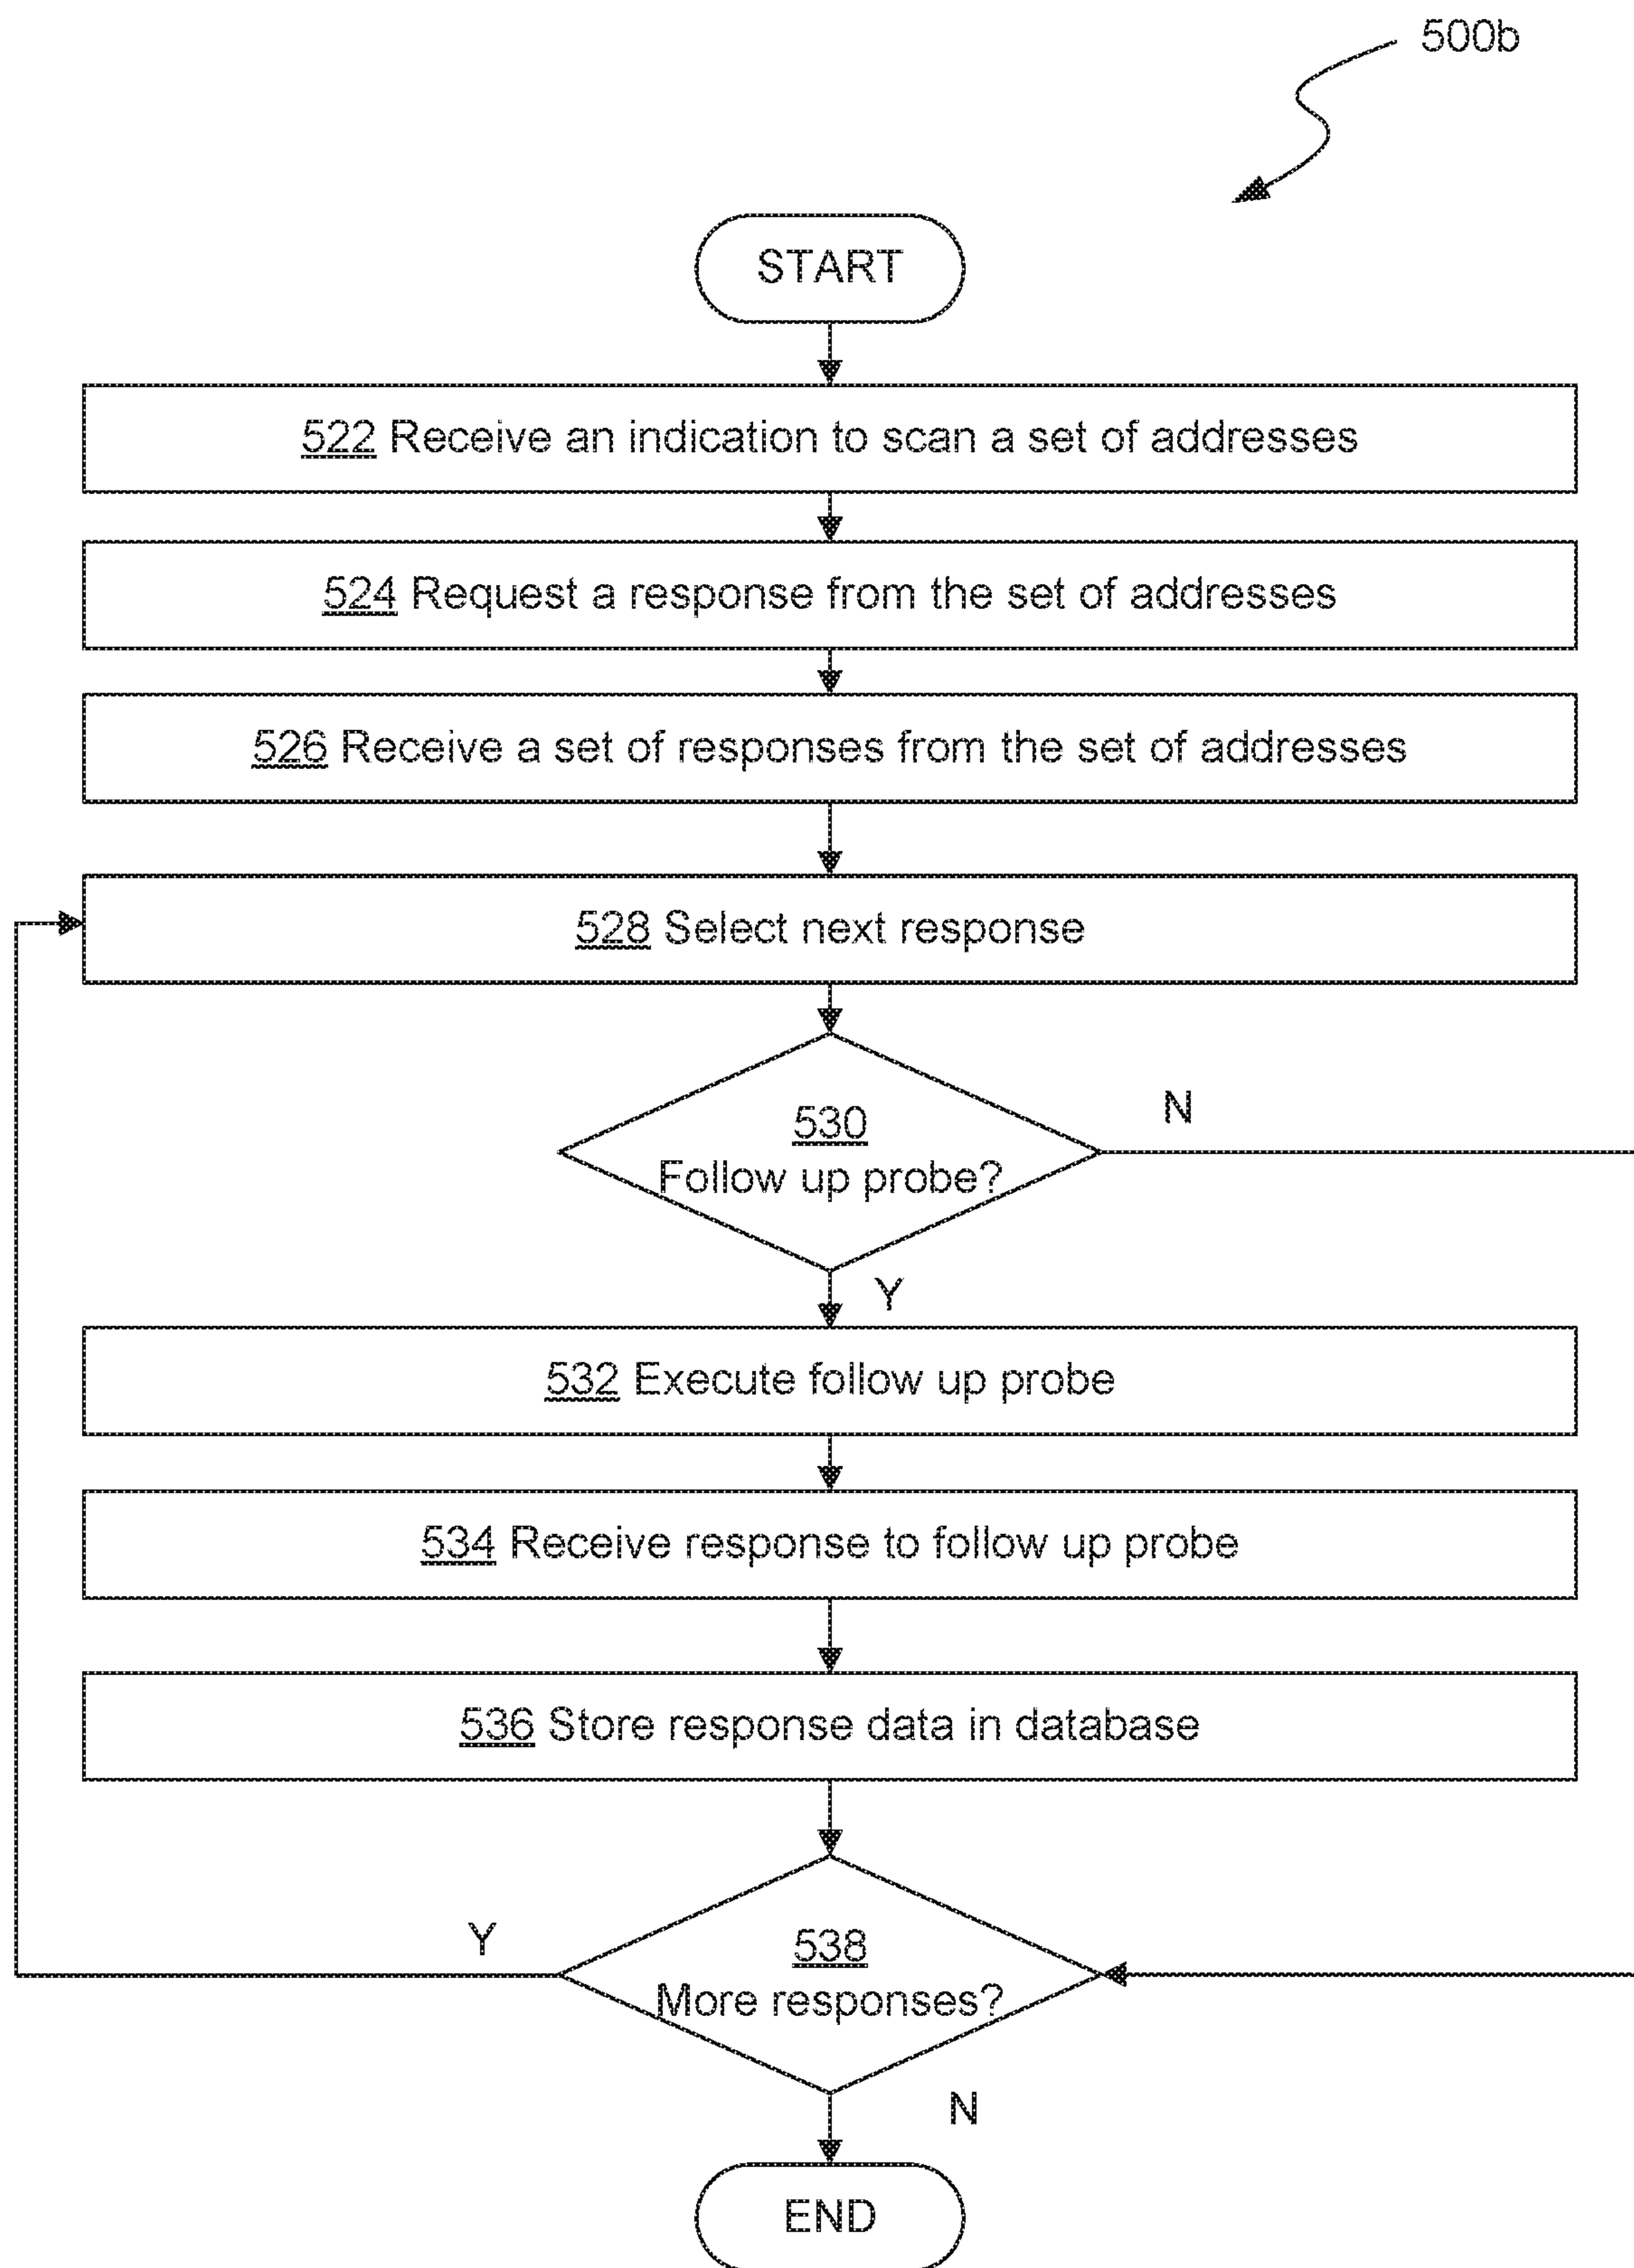 500b
START
522 Receive an indication to scan a set of addresses
524 Request a response from the set of addresses
526 Receive a set of responses from the set of addresses
528 Select next response
530
Follow up probe?
N
Y
532 Execute follow up probe
534 Receive response to follow up probe
536 Store response data in database
Y
538
More responses?
N
END